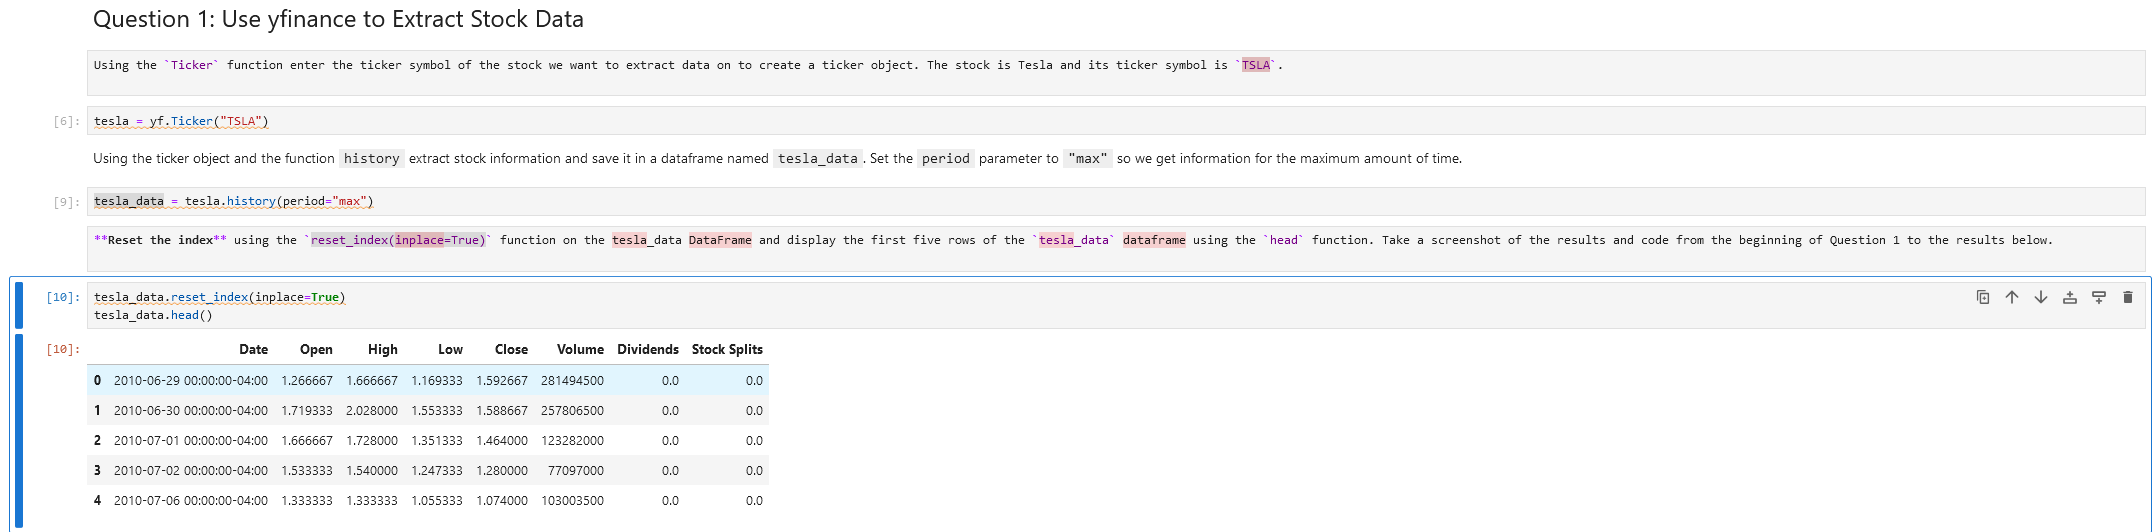 Question 1: Use yfinance to Extract Stock Data
Using the `Ticker` function enter the ticker symbol of the stock we want to extract data on to create a ticker object. The stock is Tesla and its ticker symbol is `TSLA`.
[6]: tesla = yf.Ticker("TSLA")
Using the ticker object and the function history extract stock information and save it in a dataframe named tesla_data. Set the period parameter to "max" so we get information for the maximum amount of time.
[9]: tesla_data = tesla.history(period="max")
**Reset the index** using the `reset_index(inplace=True)` function on the tesla_data DataFrame and display the first five rows of the `tesla_data` dataframe using the `head` function. Take a screenshot of the results and code from the beginning of Question 1 to the results below.
[10]: tesla_data.reset_index(inplace=True)
tesla_data.head()
[10]: Date Open High Low Close Volume Dividends Stock Splits
0 2010-06-29 00:00:00-04:00 1.266667 1.666667 1.169333 1.592667 281494500 0.0 0.0
1 2010-06-30 00:00:00-04:00 1.719333 2.028000 1.553333 1.588667 257806500 0.0 0.0
2 2010-07-01 00:00:00-04:00 1.666667 1.728000 1.351333 1.464000 123282000 0.0 0.0
3 2010-07-02 00:00:00-04:00 1.533333 1.540000 1.247333 1.280000 77097000 0.0 0.0
4 2010-07-06 00:00:00-04:00 1.333333 1.333333 1.055333 1.074000 103003500 0.0 0.0